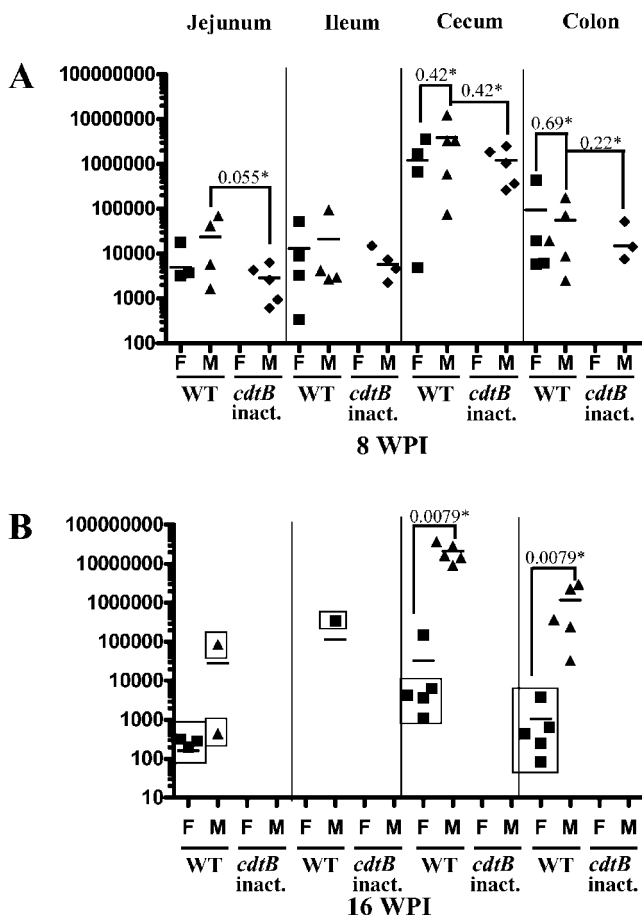 Jejunum Ileum Cecum Colon
A
100000000
10000000
1000000
100000
10000
1000
100
0.055*
0.42* 0.42*
0.69* 0.22*
F M F M F M F M F M F M F M F M
WT cdtB inact. WT cdtB inact. WT cdtB inact. WT cdtB inact.
8 WPI
B
100000000
10000000
1000000
100000
10000
1000
100
10
0.0079*
0.0079*
F M F M F M F M F M F M F M F M
WT cdtB inact. WT cdtB inact. WT cdtB inact. WT cdtB inact.
16 WPI